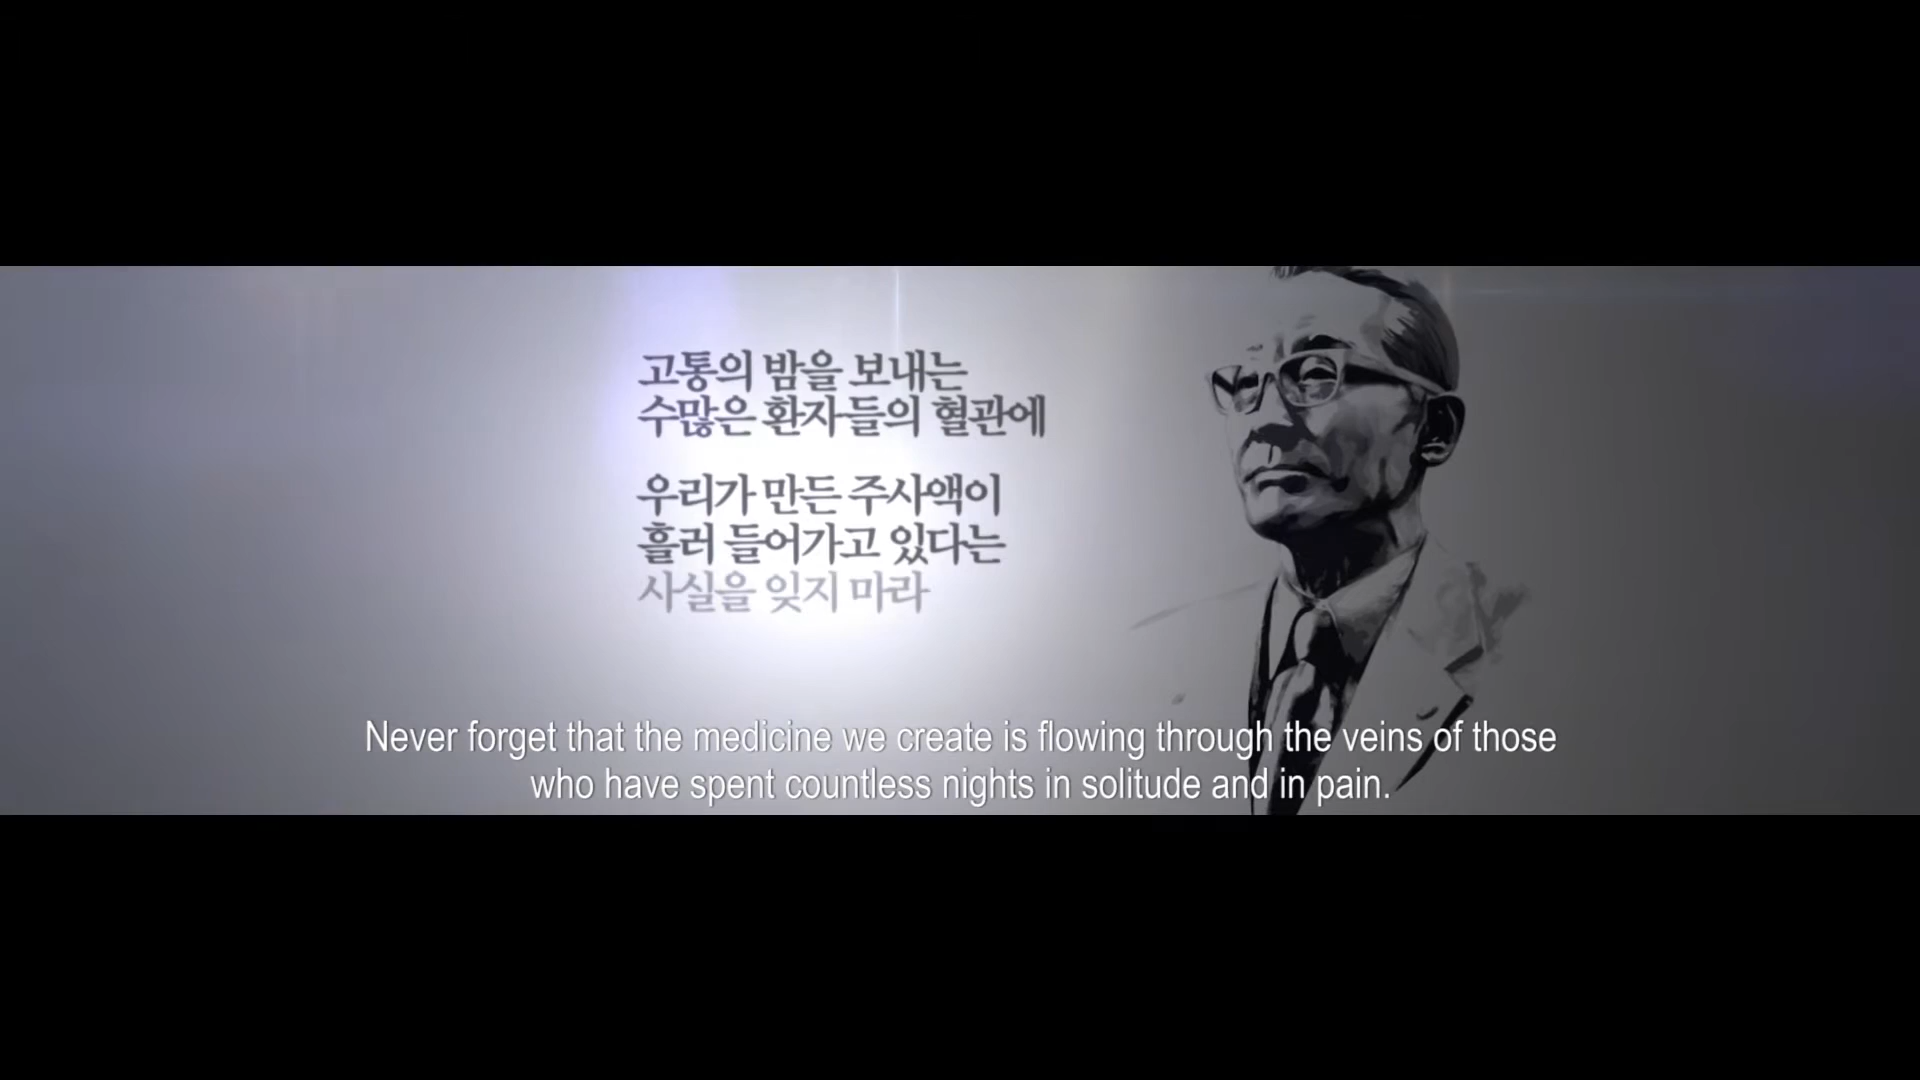 고통의 밤을 보내는
수많은 환자들의 혈관에
우리가 만든 주사액이
흘러 들어가고 있다는
사실을 잊지 마라
Never forget that the medicine we create is flowing through the veins of those
who have spent countless nights in solitude and in pain.